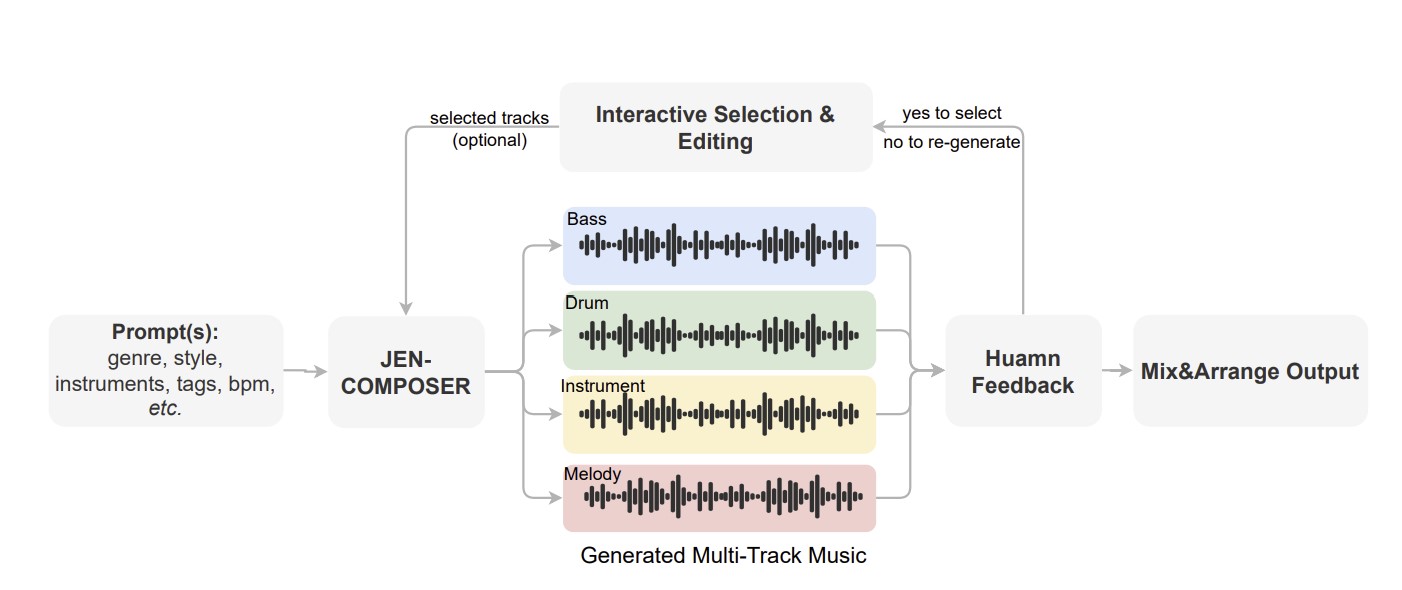 Interactive Selection &
Editing
selected tracks
(optional)
yes to select
no to re-generate
Prompt(s):
genre, style,
instruments, tags, bpm,
etc.
JEN-
COMPOSER
Bass
Drum
Instrument
Melody
Generated Multi-Track Music
Huamn
Feedback
Mix&Arrange Output